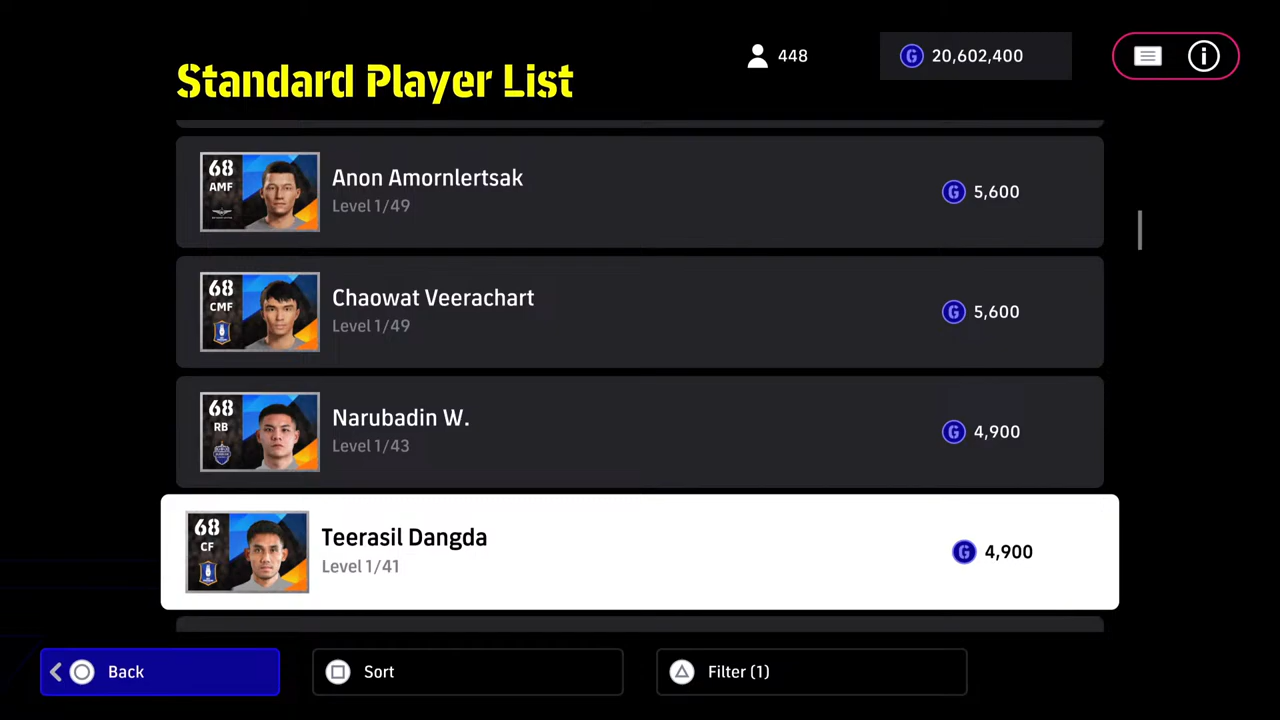 448
G 20,602,400
Standard Player List
68
AMF
Anon Amornlertsak
Level 1/49
G 5,600
68
CMF
Chaowat Veerachart
Level 1/49
G 5,600
68
RB
Narubadin W.
Level 1/43
G 4,900
68
CF
Teerasil Dangda
Level 1/41
G 4,900
Back
Sort
Filter (1)